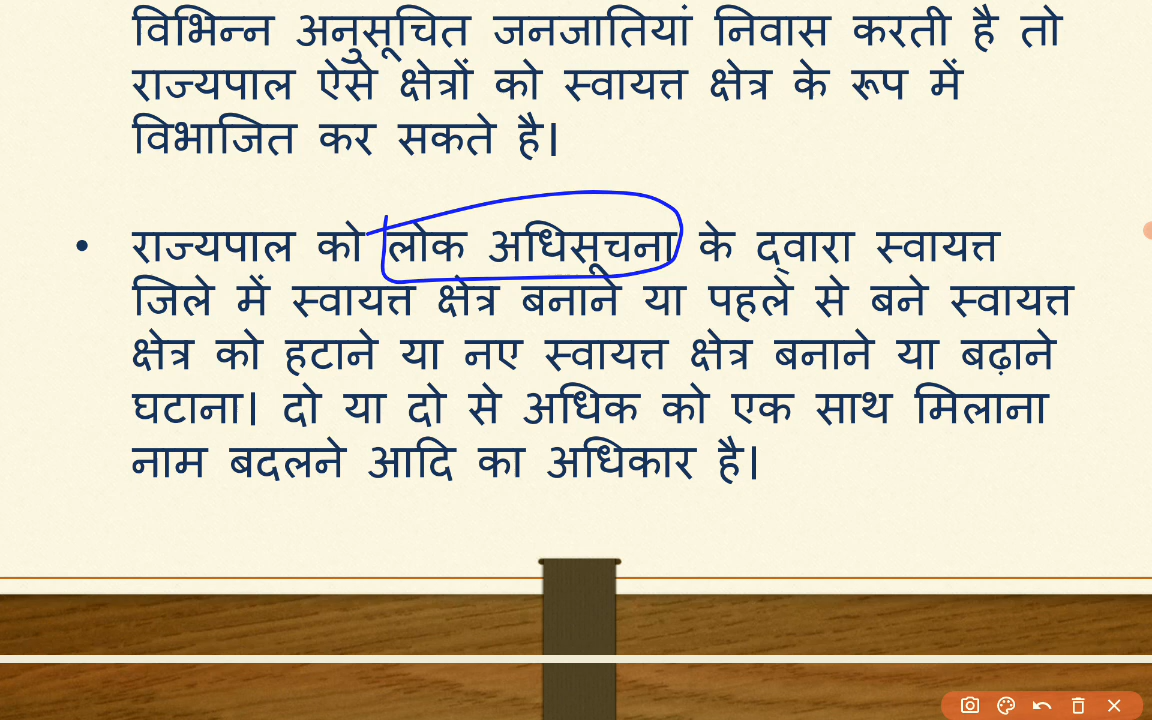 विभिन्न अनुसूचित जनजातियां निवास करती है तो
राज्यपाल ऐसे क्षेत्रों को स्वायत्त क्षेत्र के रूप में
विभाजित कर सकते है।
• राज्यपाल को लोक अधिसूचना के द्वारा स्वायत्त
जिले में स्वायत्त क्षेत्र बनाने या पहले से बने स्वायत्त
क्षेत्र को हटाने या नए स्वायत्त क्षेत्र बनाने या बढ़ाने
घटाना। दो या दो से अधिक को एक साथ मिलाना
नाम बदलने आदि का अधिकार है।